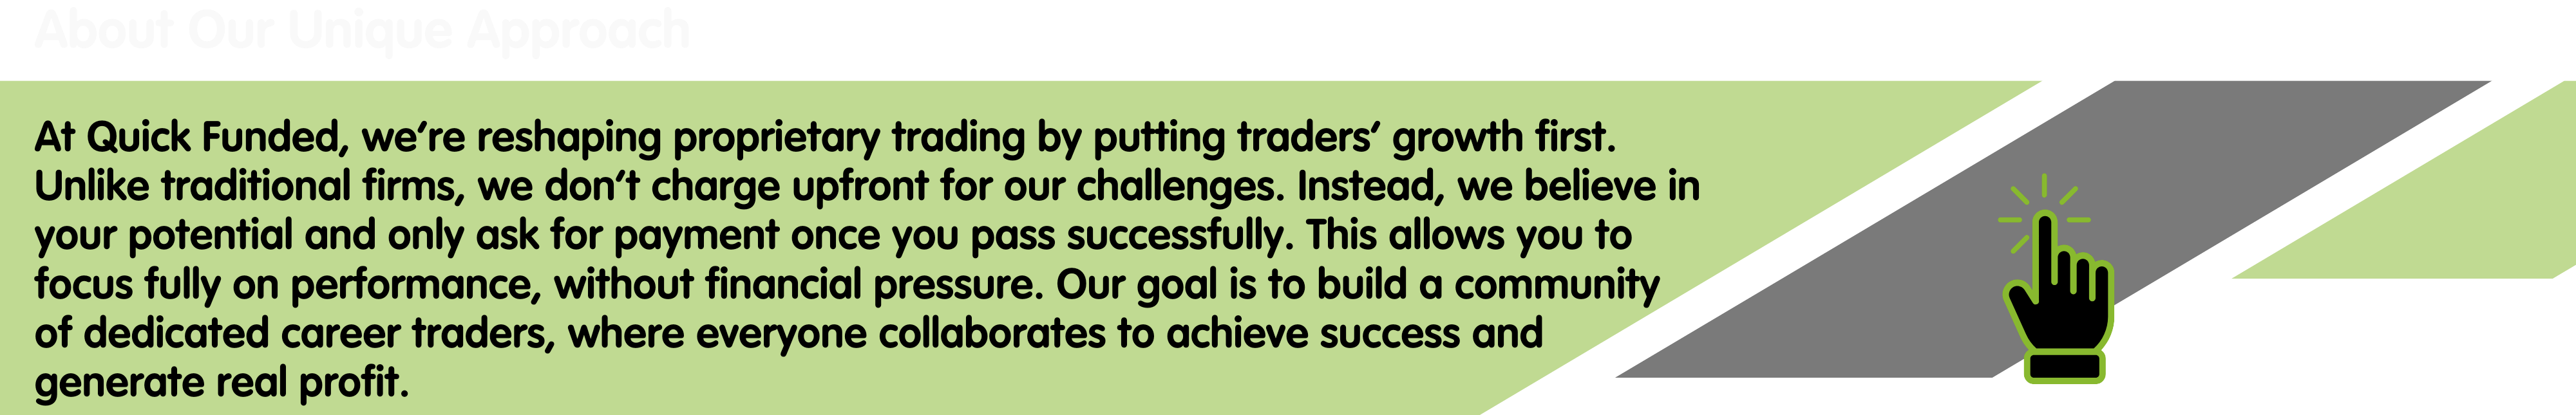 About Our Unique Approach
At Quick Funded, we're reshaping proprietary trading by putting traders' growth first.
Unlike traditional firms, we don't charge upfront for our challenges. Instead, we believe in
your potential and only ask for payment once you pass successfully. This allows you to
focus fully on performance, without financial pressure. Our goal is to build a community
of dedicated career traders, where everyone collaborates to achieve success and
generate real profit.